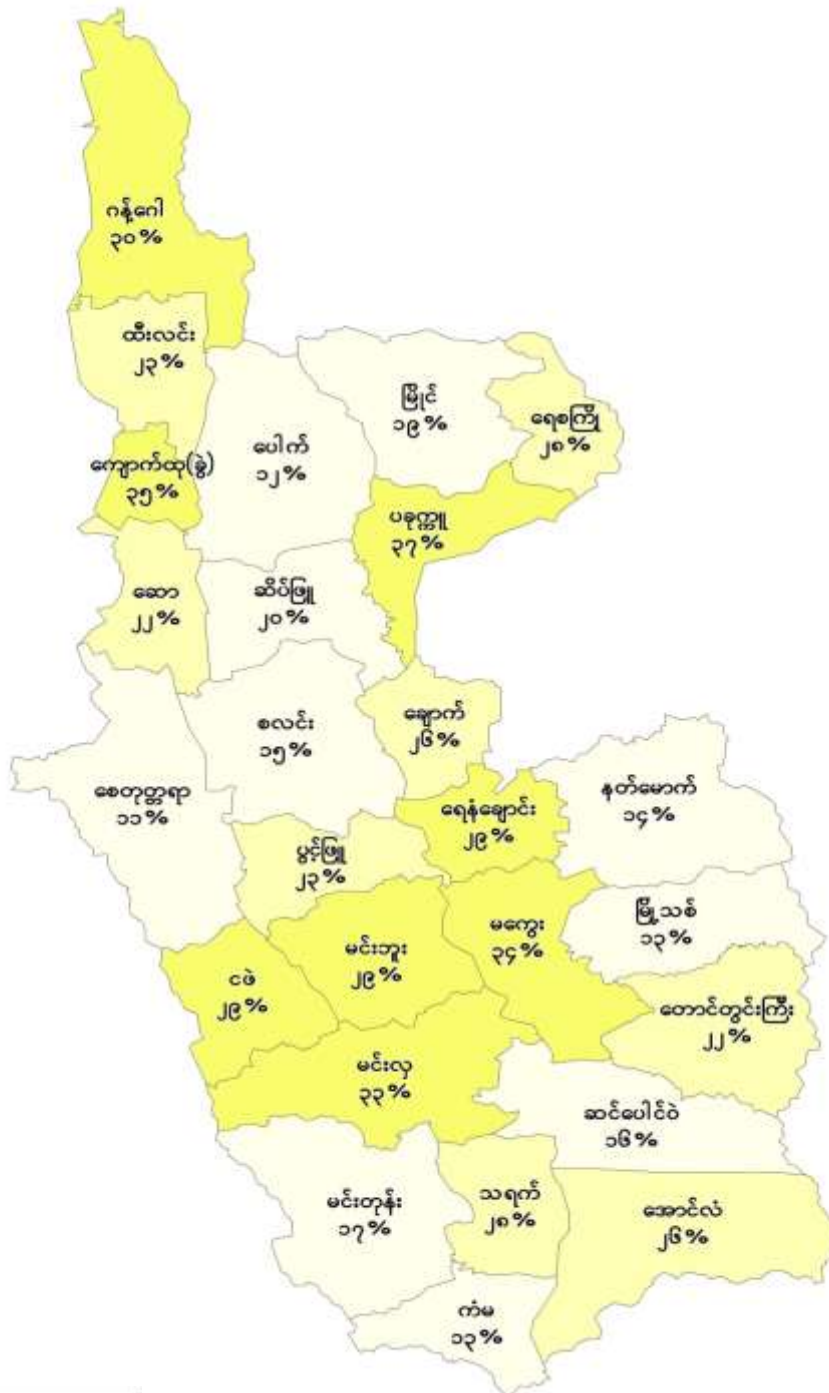 ဂန့်ဂေါ
၃၀%
ထီးလင်း
၂၃%
မြိုင်
၁၉%
ရေစကြို
၂၈%
ပေါက်
၁၂%
ကျောက်ထု(ခွဲ)
၃၅%
ပခုက္ကူ
၃၇%
ဆော
၂၂%
ဆိပ်ဖြူ
၂၀%
စလင်း
၁၅%
ချောက်
၂၆%
စေတုတ္တရာ
၁၁%
ရေနံချောင်း
၂၉%
နတ်မောက်
၁၄%
ပွင့်ဖြူ
၂၃%
မြို့သစ်
၁၃%
မကွေး
၃၄%
မင်းဘူး
၂၉%
ငဖဲ
၂၉%
တောင်တွင်းကြီး
၂၂%
မင်းလှ
၃၃%
ဆင်ပေါင်ဝဲ
၁၆%
မင်းတုန်း
၁၇%
သရက်
၂၈%
အောင်လံ
၂၆%
ကံမ
၁၃%